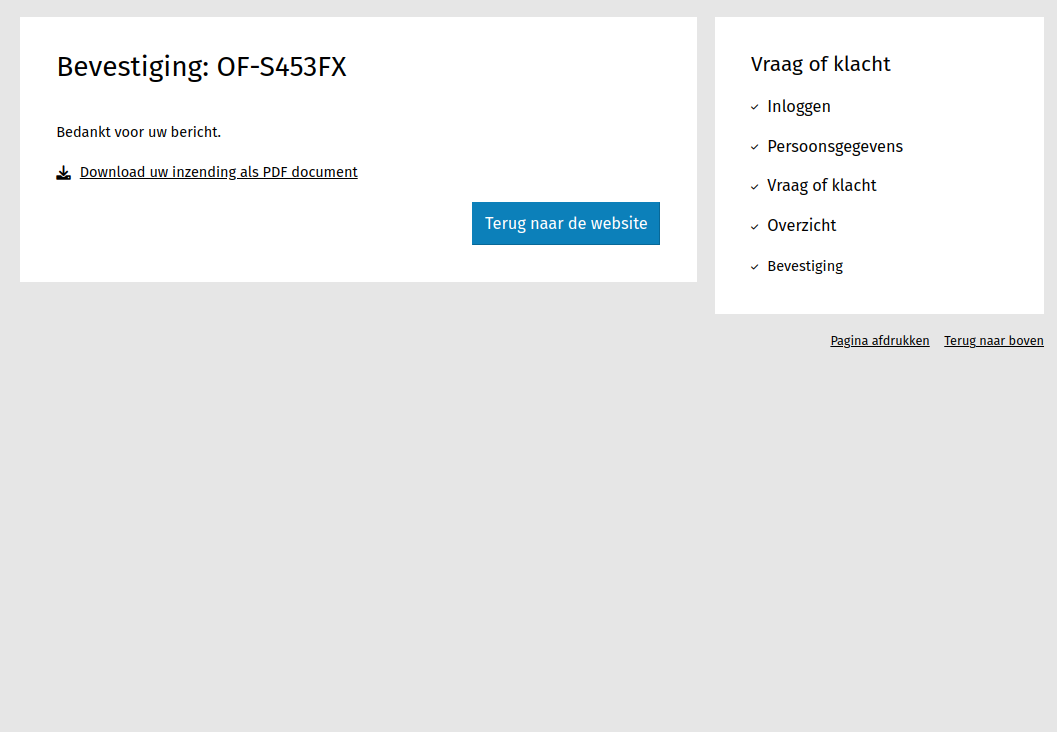 Bevestiging: OF-S453FX
Bedankt voor uw bericht.
Download uw inzending als PDF document
Terug naar de website
Vraag of klacht
Inloggen
Persoonsgegevens
Vraag of klacht
Overzicht
Bevestiging
Pagina afdrukken Terug naar boven